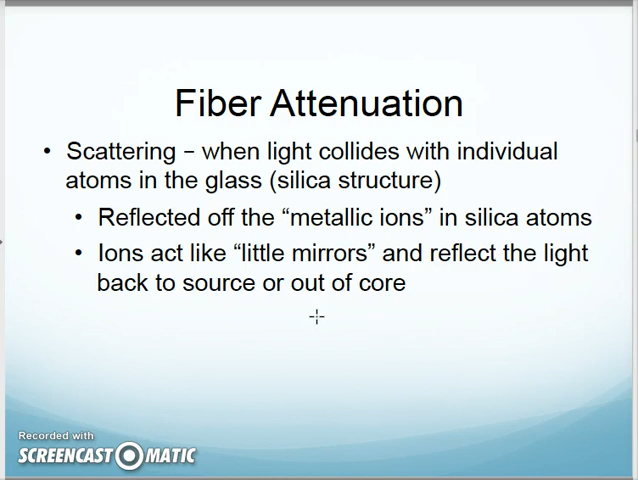 Fiber Attenuation
• Scattering – when light collides with individual
atoms in the glass (silica structure)
• Reflected off the “metallic ions” in silica atoms
• Ions act like “little mirrors” and reflect the light
back to source or out of core
Recorded with
SCREENCAST MATIC